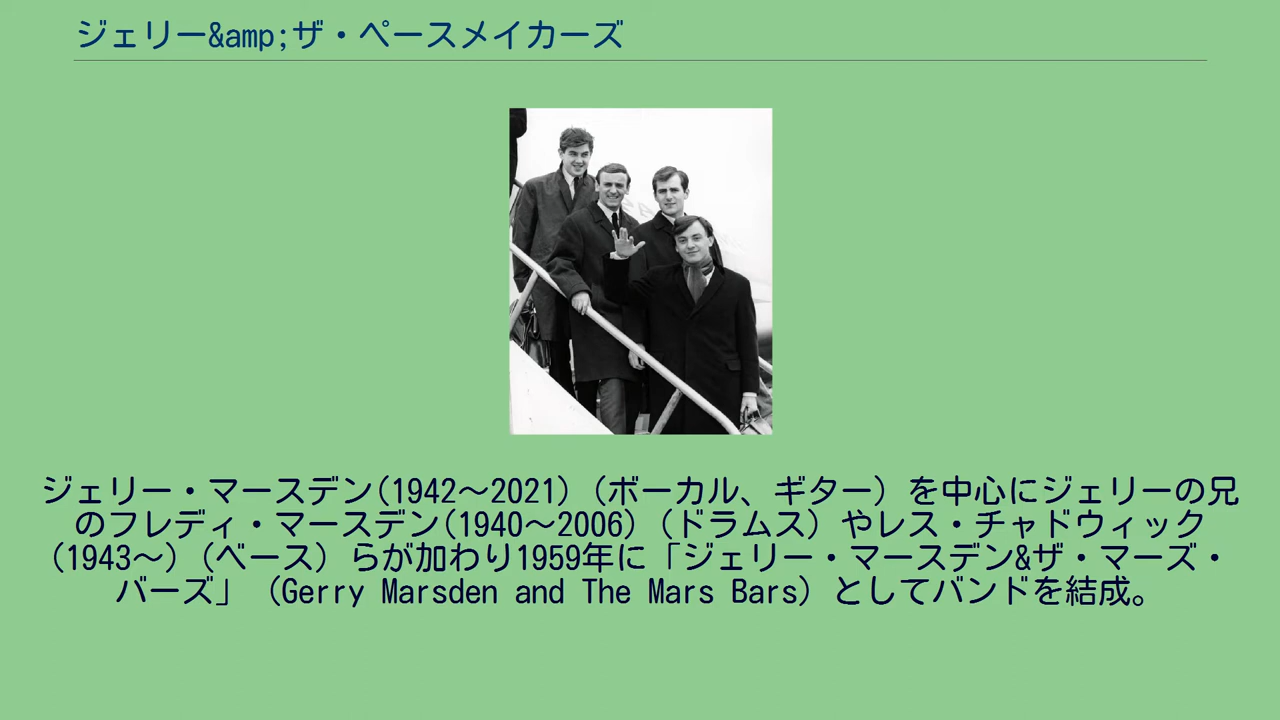 ジェリー&amp;ザ・ペースメイカーズ
ジェリー・マースデン(1942～2021)（ボーカル、ギター）を中心にジェリーの兄
のフレディ・マースデン(1940～2006)（ドラムス）やレス・チャドウィック
(1943～)（ベース）らが加わり1959年に「ジェリー・マースデン&ザ・マーズ・
バーズ」（Gerry Marsden and The Mars Bars）としてバンドを結成。